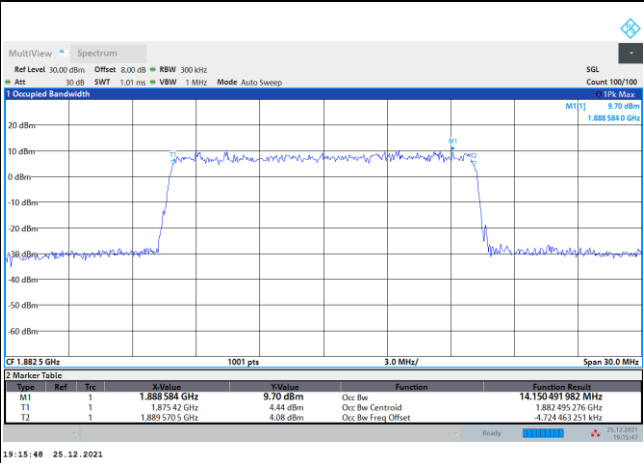 MultiView Spectrum
Ref Level 30.00 dBm Offset 8.00 dB RBW 300 kHz SGL
Att 30 dB SWT 1.01 ms VBW 1 MHz Mode Auto Sweep Count 100/100
1 Occupied Bandwidth 1Pk Max
M1[1] 9.70 dBm
1.888 584 0 GHz
20 dBm
M1
10 dBm
T1 T2
0 dBm
-10 dBm
-20 dBm
-30 dBm
-40 dBm
-50 dBm
-60 dBm
CF 1.882 5 GHz 1001 pts 3.0 MHz/ Span 30.0 MHz
2 Marker Table
Type Ref Trc X-Value Y-Value Function Function Result
M1 1 1.888 584 GHz 9.70 dBm Occ Bw 14.150 491 982 MHz
T1 1 1.875 42 GHz 4.44 dBm Occ Bw Centroid 1.882 495 276 GHz
T2 1 1.889 570 5 GHz 4.08 dBm Occ Bw Freq Offset -4.724 463 251 kHz
Ready 25.12.2021
19:15:47
19:15:48 25.12.2021